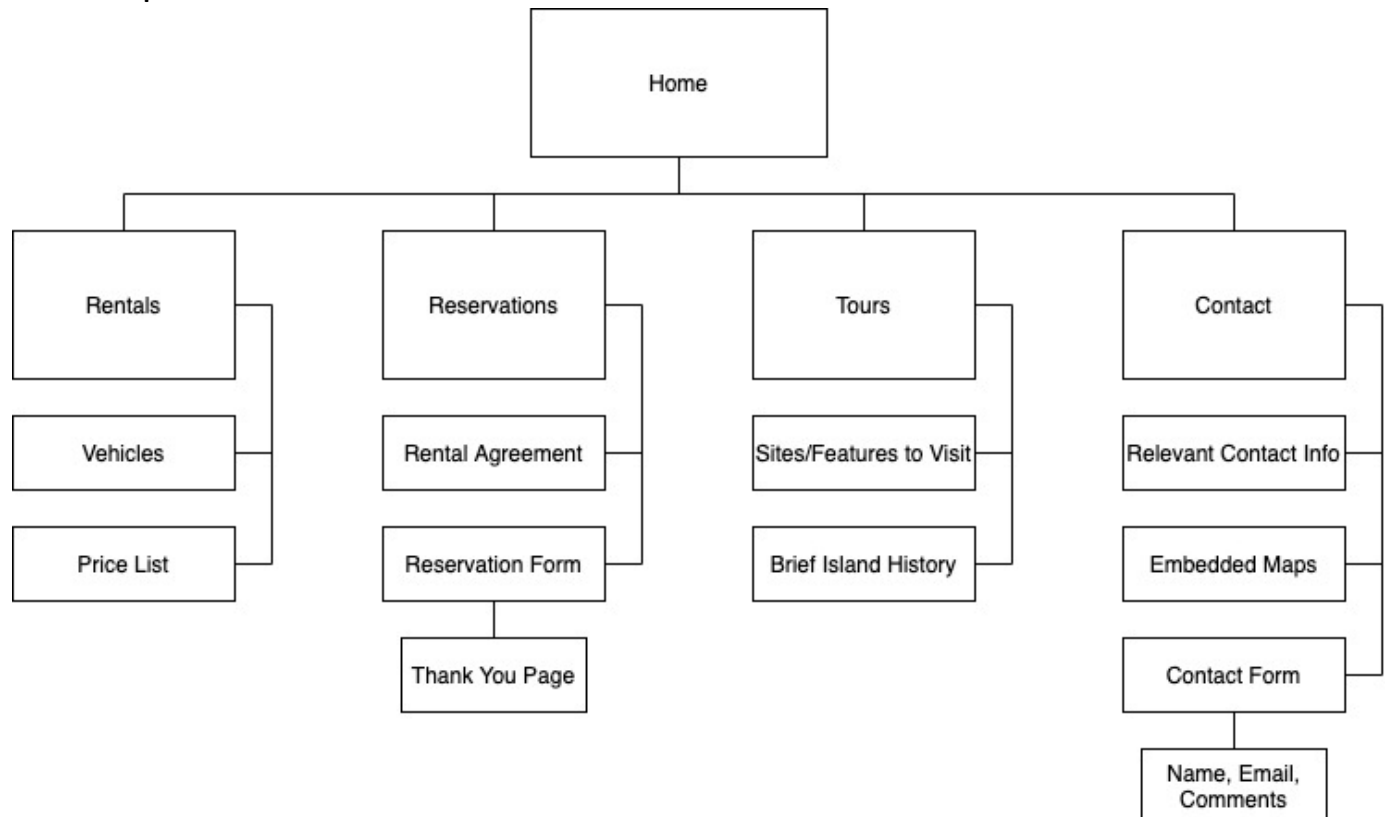 Home
Rentals
Reservations
Tours
Contact
Vehicles
Rental Agreement
Sites/Features to Visit
Relevant Contact Info
Price List
Reservation Form
Brief Island History
Embedded Maps
Thank You Page
Contact Form
Name, Email,
Comments